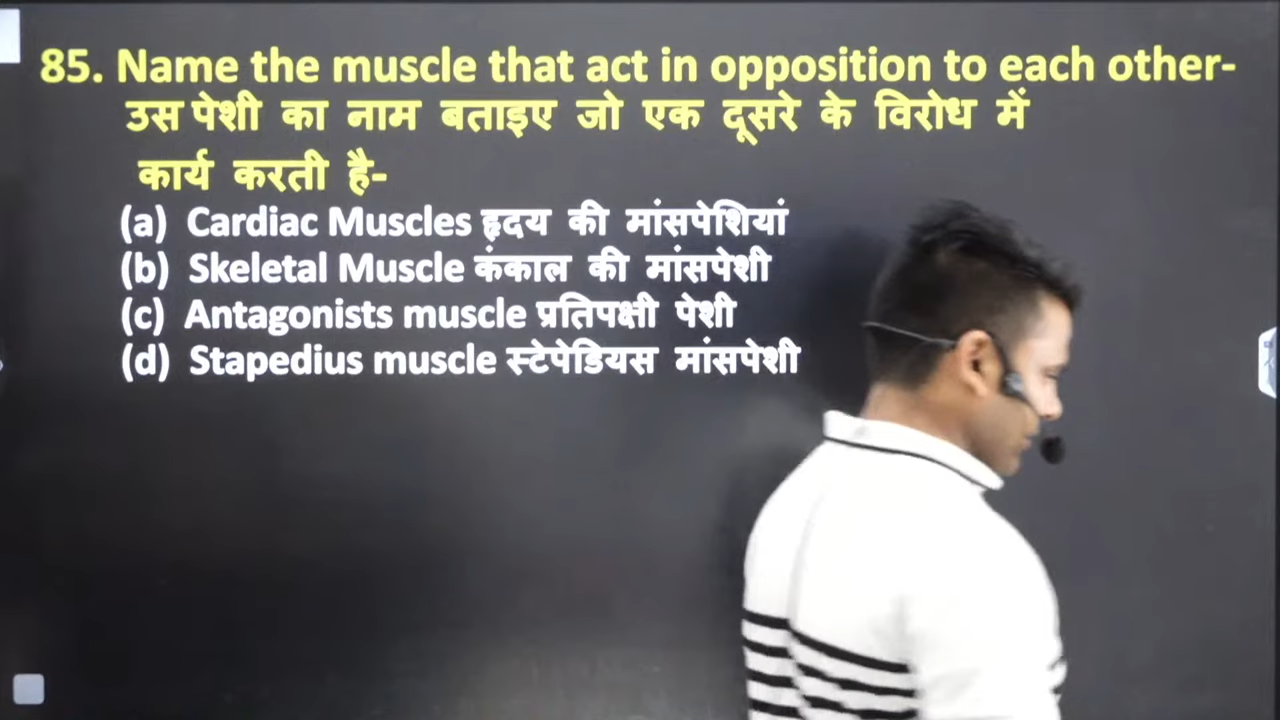 85. Name the muscle that act in opposition to each other-
उस पेशी का नाम बताइए जो एक दूसरे के विरोध में
कार्य करती है-
(a) Cardiac Muscles हृदय की मांसपेशियां
(b) Skeletal Muscle कंकाल की मांसपेशी
(c) Antagonists muscle प्रतिपक्षी पेशी
(d) Stapedius muscle स्टेपेडियस मांसपेशी